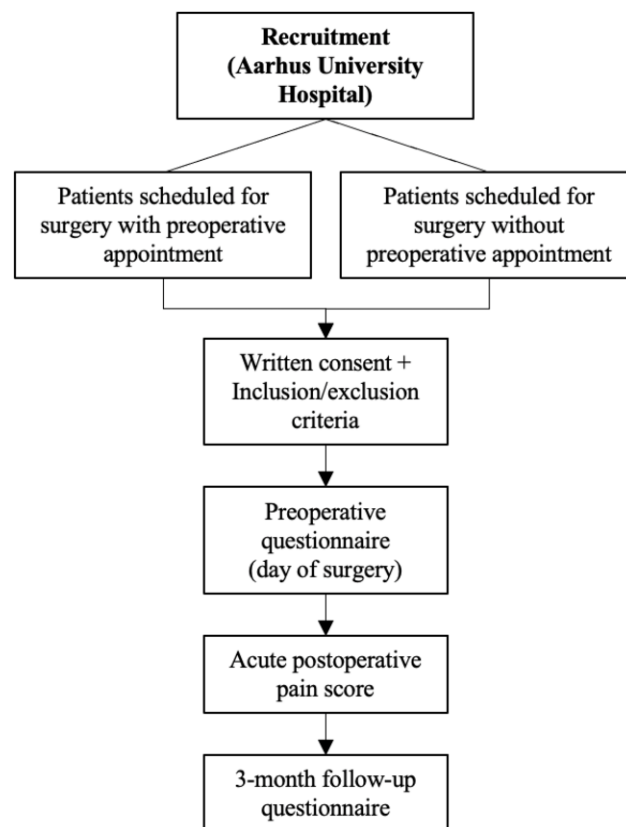 Recruitment
(Aarhus University
Hospital)
Patients scheduled for
surgery with preoperative
appointment
Patients scheduled for
surgery without
preoperative appointment
Written consent +
Inclusion/exclusion
criteria
Preoperative
questionnaire
(day of surgery)
Acute postoperative
pain score
3-month follow-up
questionnaire